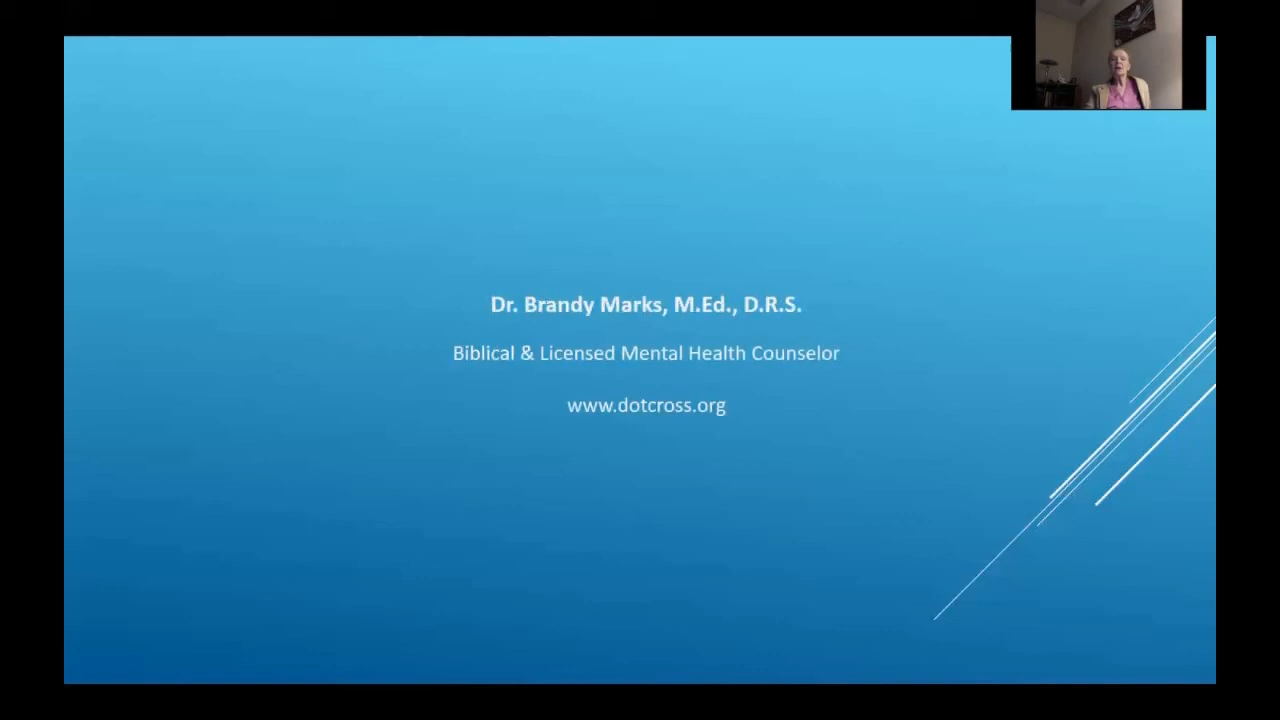 Dr. Brandy Marks, M.Ed., D.R.S.
Biblical & Licensed Mental Health Counselor
www.dotcross.org